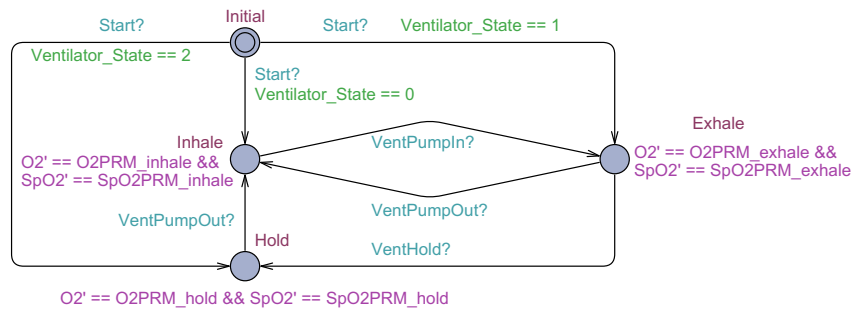 Initial
Start?
Start?
Ventilator_State == 1
Ventilator_State == 2
Start?
Ventilator_State == 0
Inhale
VentPumpIn?
Exhale
O2' == O2PRM_inhale &&
SpO2' == SpO2PRM_inhale
O2' == O2PRM_exhale &&
SpO2' == SpO2PRM_exhale
VentPumpOut?
VentPumpOut?
Hold
VentHold?
O2' == O2PRM_hold && SpO2' == SpO2PRM_hold